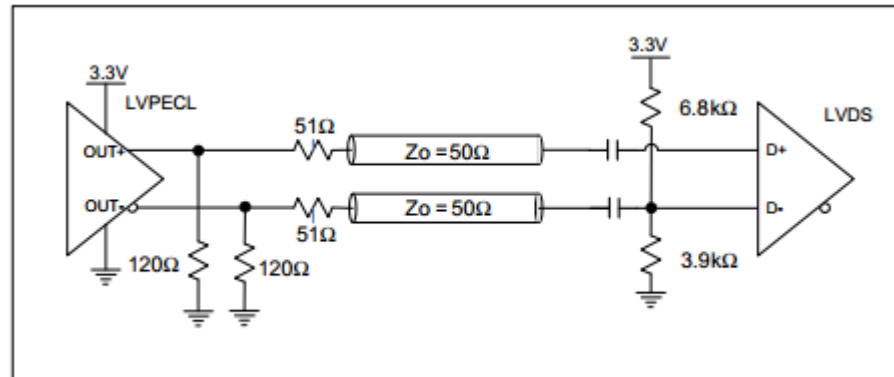 3.3V
LVPECL
OUT+
OUT-
51Ω
Zo = 50Ω
51Ω
Zo = 50Ω
120Ω
120Ω
3.3V
6.8kΩ
LVDS
D+
D-
3.9kΩ